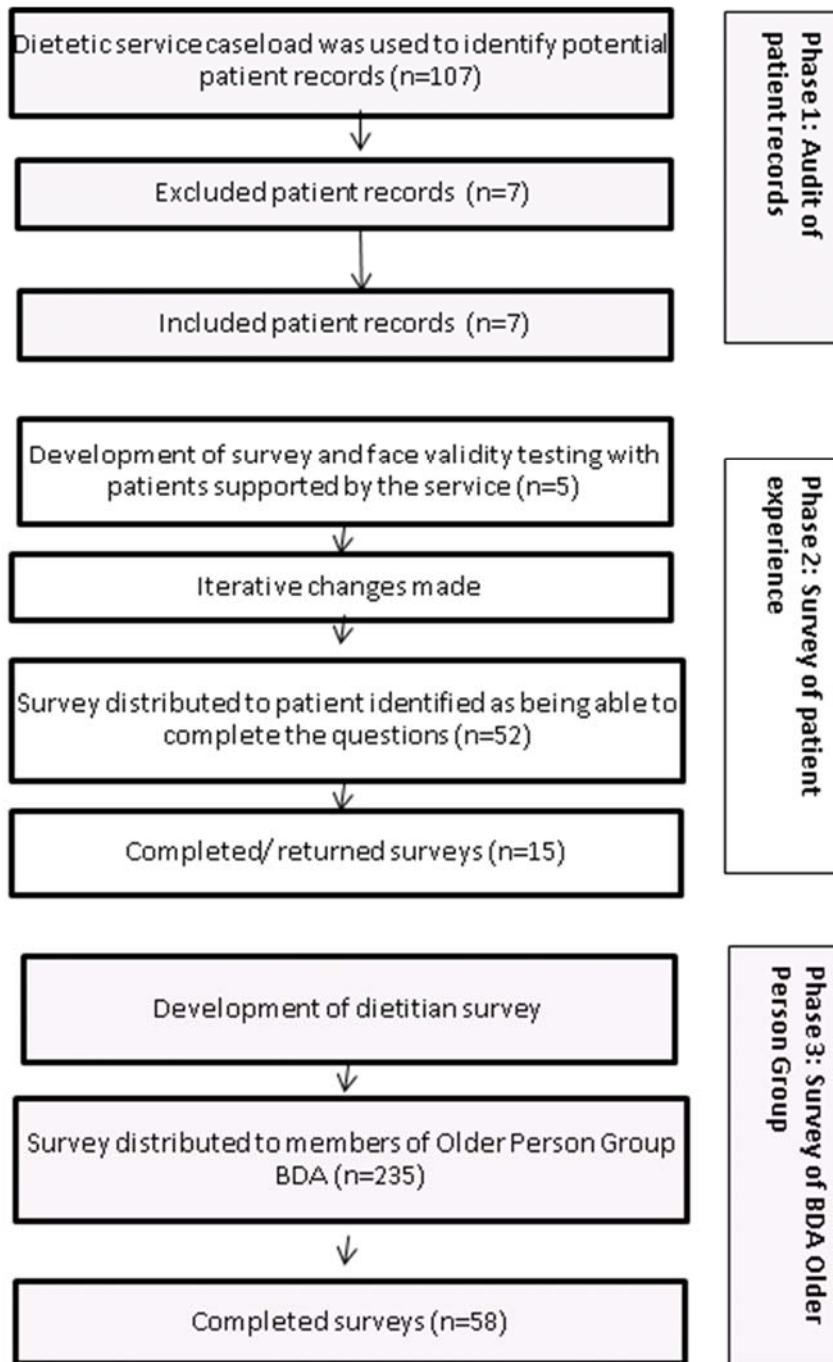 Dietetic service caseload was used to identify potential
patient records (n=107)
Excluded patient records (n=7)
Included patient records (n=7)
Phase 1: Audit of
patient records
Development of survey and face validity testing with
patients supported by the service (n=5)
Iterative changes made
Survey distributed to patient identified as being able to
complete the questions (n=52)
Completed/ returned surveys (n=15)
Phase 2: Survey of patient
experience
Development of dietitian survey
Survey distributed to members of Older Person Group
BDA (n=235)
Completed surveys (n=58)
Phase 3: Survey of BDA Older
Person Group